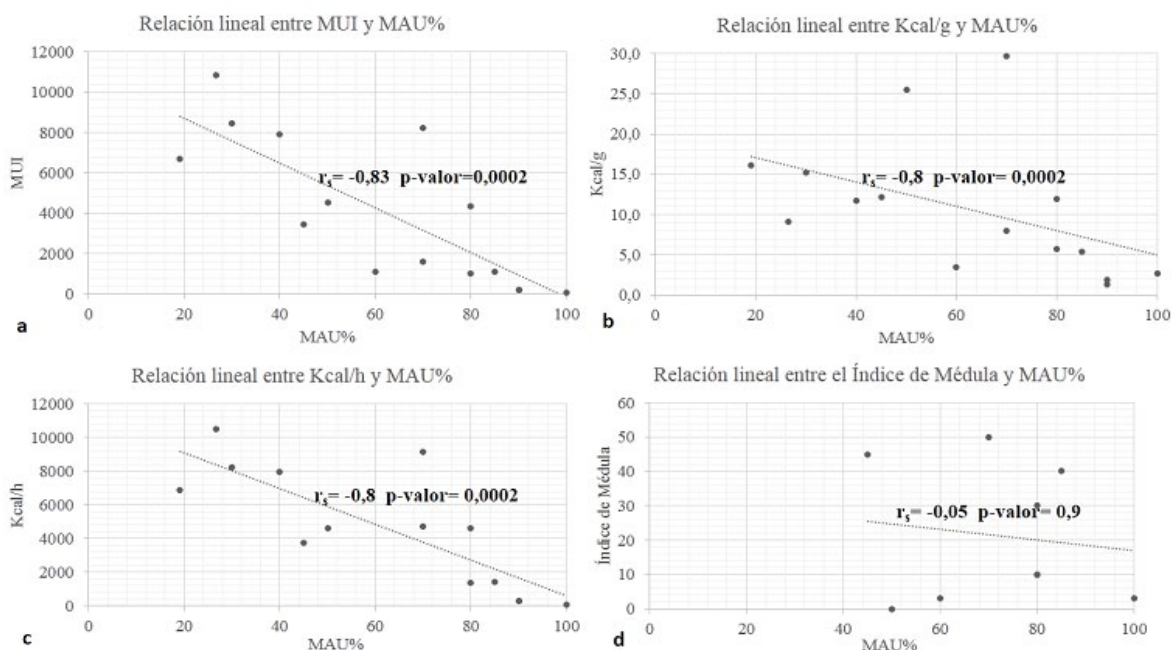 Relación lineal entre MUI y MAU%
12000
10000
8000
6000
4000
2000
0
MUI
r_s= -0,83 p-valor=0,0002
0 20 40 60 80 100
MAU%
a
Relación lineal entre Kcal/g y MAU%
30,0
25,0
20,0
15,0
10,0
5,0
0,0
Kcal/g
r_s= -0,8 p-valor= 0,0002
0 20 40 60 80 100
MAU%
b
Relación lineal entre Kcal/h y MAU%
12000
10000
8000
6000
4000
2000
0
Kcal/h
r_s= -0,8 p-valor= 0,0002
0 20 40 60 80 100
MAU%
c
Relación lineal entre el Índice de Médula y MAU%
60
50
40
30
20
10
0
Índice de Médula
r_s= -0,05 p-valor= 0,9
0 20 40 60 80 100
MAU%
d